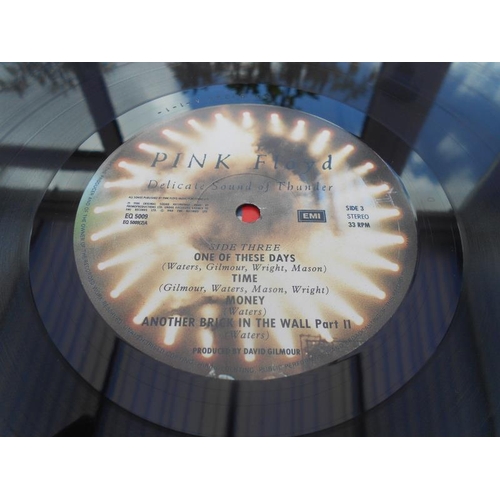 PINK Floyd
Delicate Sound of Thunder
EQ 5009
EMI
SIDE 3
STEREO
33 RPM
SIDE THREE
ONE OF THESE DAYS
(Waters, Gilmour, Wright, Mason)
TIME
(Gilmour, Waters, Mason, Wright)
MONEY
(Waters)
ANOTHER BRICK IN THE WALL Part 11
(Waters)
PRODUCED BY DAVID GILMOUR